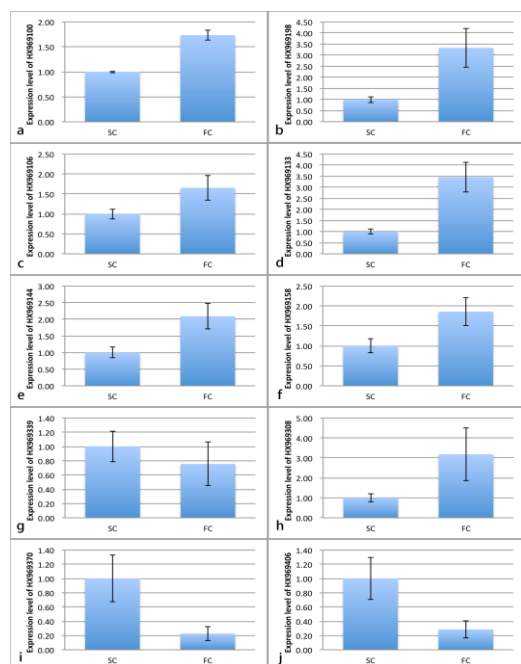 Expression level of HX969100
2.00
1.50
1.00
0.50
0.00
SC FC
a
Expression level of HX969198
4.50
4.00
3.50
3.00
2.50
2.00
1.50
1.00
0.50
0.00
SC FC
b
Expression level of HX969106
2.50
2.00
1.50
1.00
0.50
0.00
SC FC
c
Expression level of HX969133
4.50
4.00
3.50
3.00
2.50
2.00
1.50
1.00
0.50
0.00
SC FC
d
Expression level of HX969144
3.00
2.50
2.00
1.50
1.00
0.50
0.00
SC FC
e
Expression level of HX969158
2.50
2.00
1.50
1.00
0.50
0.00
SC FC
f
Expression level of HX969339
1.40
1.20
1.00
0.80
0.60
0.40
0.20
0.00
SC FC
g
Expression level of HX969308
5.00
4.00
3.00
2.00
1.00
0.00
SC FC
h
Expression level of HX969370
1.40
1.20
1.00
0.80
0.60
0.40
0.20
0.00
SC FC
i
Expression level of HX969406
1.40
1.20
1.00
0.80
0.60
0.40
0.20
0.00
SC FC
j